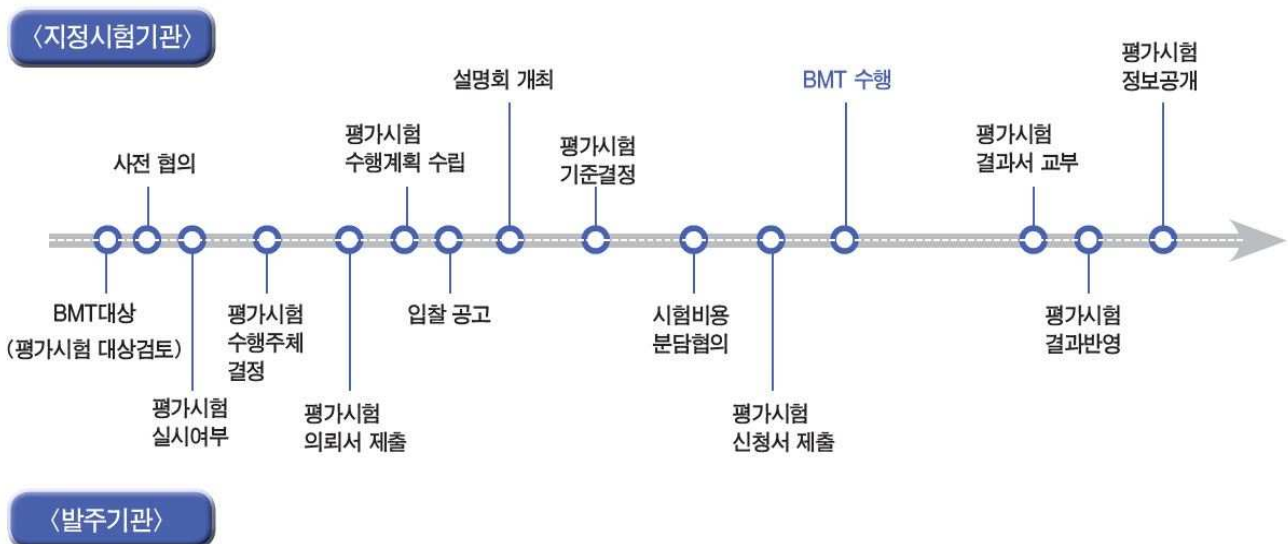 〈지정시험기관〉
평가시험
정보공개
설명회 개최
BMT 수행
평가시험
수행계획 수립
평가시험
기준결정
평가시험
결과서 교부
사전 협의
BMT대상
(평가시험 대상검토)
평가시험
수행주체
결정
입찰 공고
시험비용
분담협의
평가시험
결과반영
평가시험
실시여부
평가시험
의뢰서 제출
평가시험
신청서 제출
〈발주기관〉